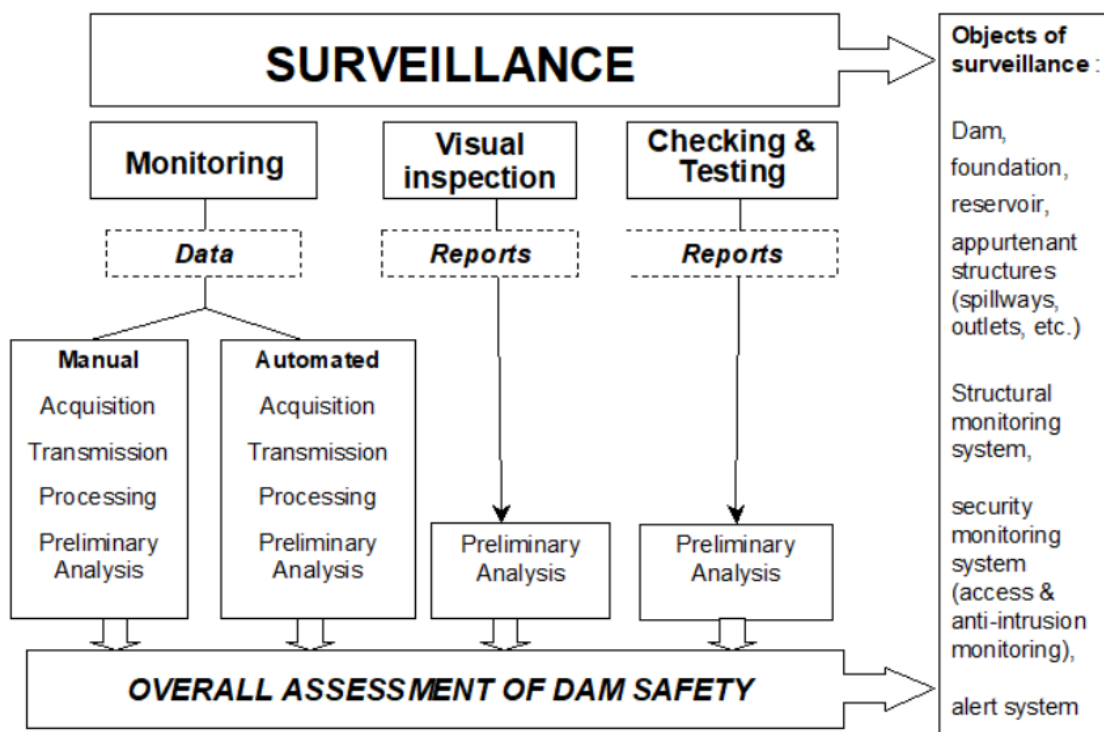 SURVEILLANCE
Monitoring
Visual
inspection
Checking &
Testing
Data
Reports
Reports
Manual
Acquisition
Transmission
Processing
Preliminary
Analysis
Automated
Acquisition
Transmission
Processing
Preliminary
Analysis
Preliminary
Analysis
Preliminary
Analysis
OVERALL ASSESSMENT OF DAM SAFETY
Objects of
surveillance :
Dam,
foundation,
reservoir,
appurtenant
structures
(spillways,
outlets, etc.)
Structural
monitoring
system,
security
monitoring
system
(access &
anti-intrusion
monitoring),
alert system